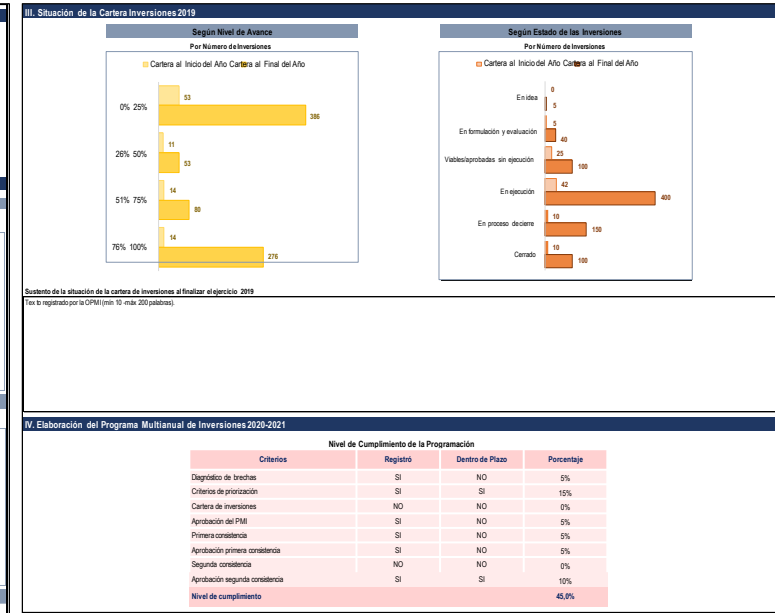 III. Situación de la Cartera Inversiones 2019
Según Nivel de Avance
Por Número de Inversiones
Cartera al Inicio del Año Cartera al Final del Año
0% 25%
53
386
26% 50%
11
53
51% 75%
14
80
76% 100%
14
276
Según Estado de las Inversiones
Por Número de Inversiones
Cartera al Inicio del Año Cartera al Final del Año
En idea
0
5
En formulación y evaluación
5
40
Viables/aprobadas sin ejecución
25
100
En ejecución
42
400
En proceso de cierre
10
150
Cerrado
10
100
Sustento de la situación de la cartera de inversiones al finalizar el ejercicio 2019
Texto registrado por la OPMI (mín 10 -máx 200 palabras).
IV. Elaboración del Programa Multianual de Inversiones 2020-2021
Nivel de Cumplimiento de la Programación
Criterios Registró Dentro de Plazo Porcentaje
Diagnóstico de brechas SI NO 5%
Criterios de priorización SI SI 15%
Cartera de inversiones NO NO 0%
Aprobación del PMI SI NO 5%
Primera consistencia SI NO 5%
Aprobación primera consistencia SI NO 5%
Segunda consistencia NO NO 0%
Aprobación segunda consistencia SI SI 10%
Nivel de cumplimiento 45,0%